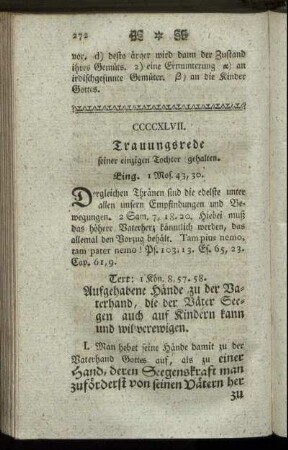 272
vor, d) desto ärger wird dann der Zustand
ihres Gemüts. 2) eine Ermunterung α) an
irdischgesinnte Gemüter. β) an die Kinder
Gottes.
CCCCXLVII.
Trauungsrede
seiner einzigen Tochter gehalten.
Eing. 1 Mos. 43, 30.
Dergleichen Thränen sind die edelste unter
allen unsern Empfindungen und Be-
wegungen. 2 Sam. 7, 18. 20. Hiebei muß
das höhere Vaterherz känntlich werden, das
allemal den Vorzug behält. Tam pius nemo,
tam pater nemo! Ps. 103, 13. Es. 65, 23.
Cap. 61, 9.
Text: 1 Kön. 8. 57. 58.
Aufgehabene Hände zu der Va-
terhand, die der Väter See-
gen auch auf Kindern kann
und will verewigen.
I. Man hebet seine Hände damit zu der
Vaterhand Gottes auf, als zu einer
Hand, deren Seegenskraft man
zuförderst von seinen Vätern her
zu